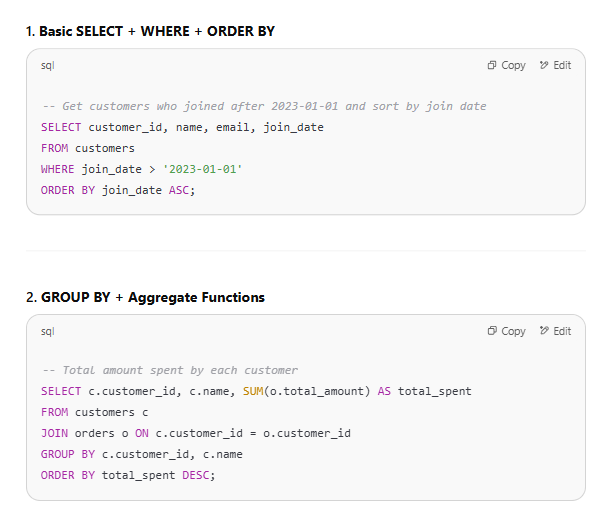 1. Basic SELECT + WHERE + ORDER BY
sql
Copy
Edit
-- Get customers who joined after 2023-01-01 and sort by join date
SELECT customer_id, name, email, join_date
FROM customers
WHERE join_date > '2023-01-01'
ORDER BY join_date ASC;
2. GROUP BY + Aggregate Functions
sql
Copy
Edit
-- Total amount spent by each customer
SELECT c.customer_id, c.name, SUM(o.total_amount) AS total_spent
FROM customers c
JOIN orders o ON c.customer_id = o.customer_id
GROUP BY c.customer_id, c.name
ORDER BY total_spent DESC;